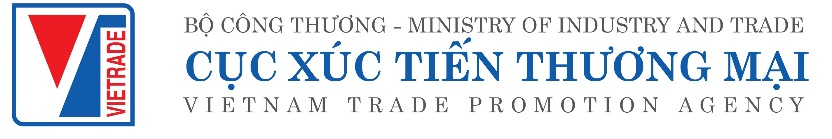 VIETRADE
BỘ CÔNG THƯƠNG - MINISTRY OF INDUSTRY AND TRADE
CỤC XÚC TIẾN THƯƠNG MẠI
VIETNAM TRADE PROMOTION AGENCY